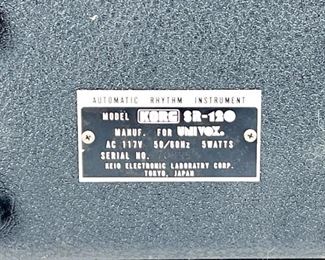 AUTOMATIC RHYTHM INSTRUMENT
MODEL KORG SR-120
MANUF. FOR UNIVOX.
AC 117V 50/60Hz 5WATTS
SERIAL NO.
KEIO ELECTRONIC LABORATRY CORP.
TOKYO, JAPAN